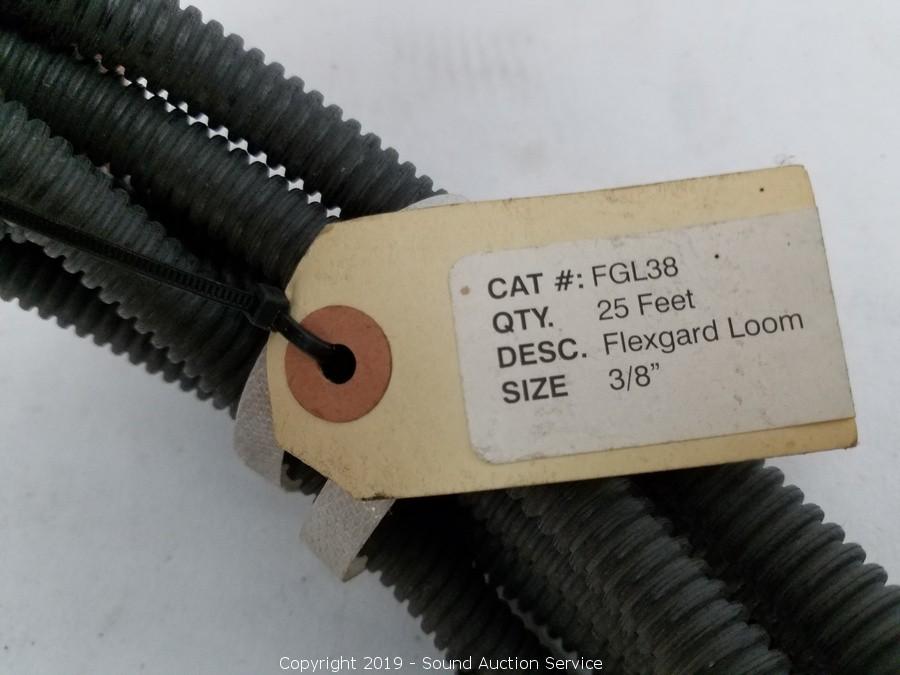 CAT #: FGL38
QTY. 25 Feet
DESC. Flexgard Loom
SIZE 3/8”
Copyright 2019 - Sound Auction Service